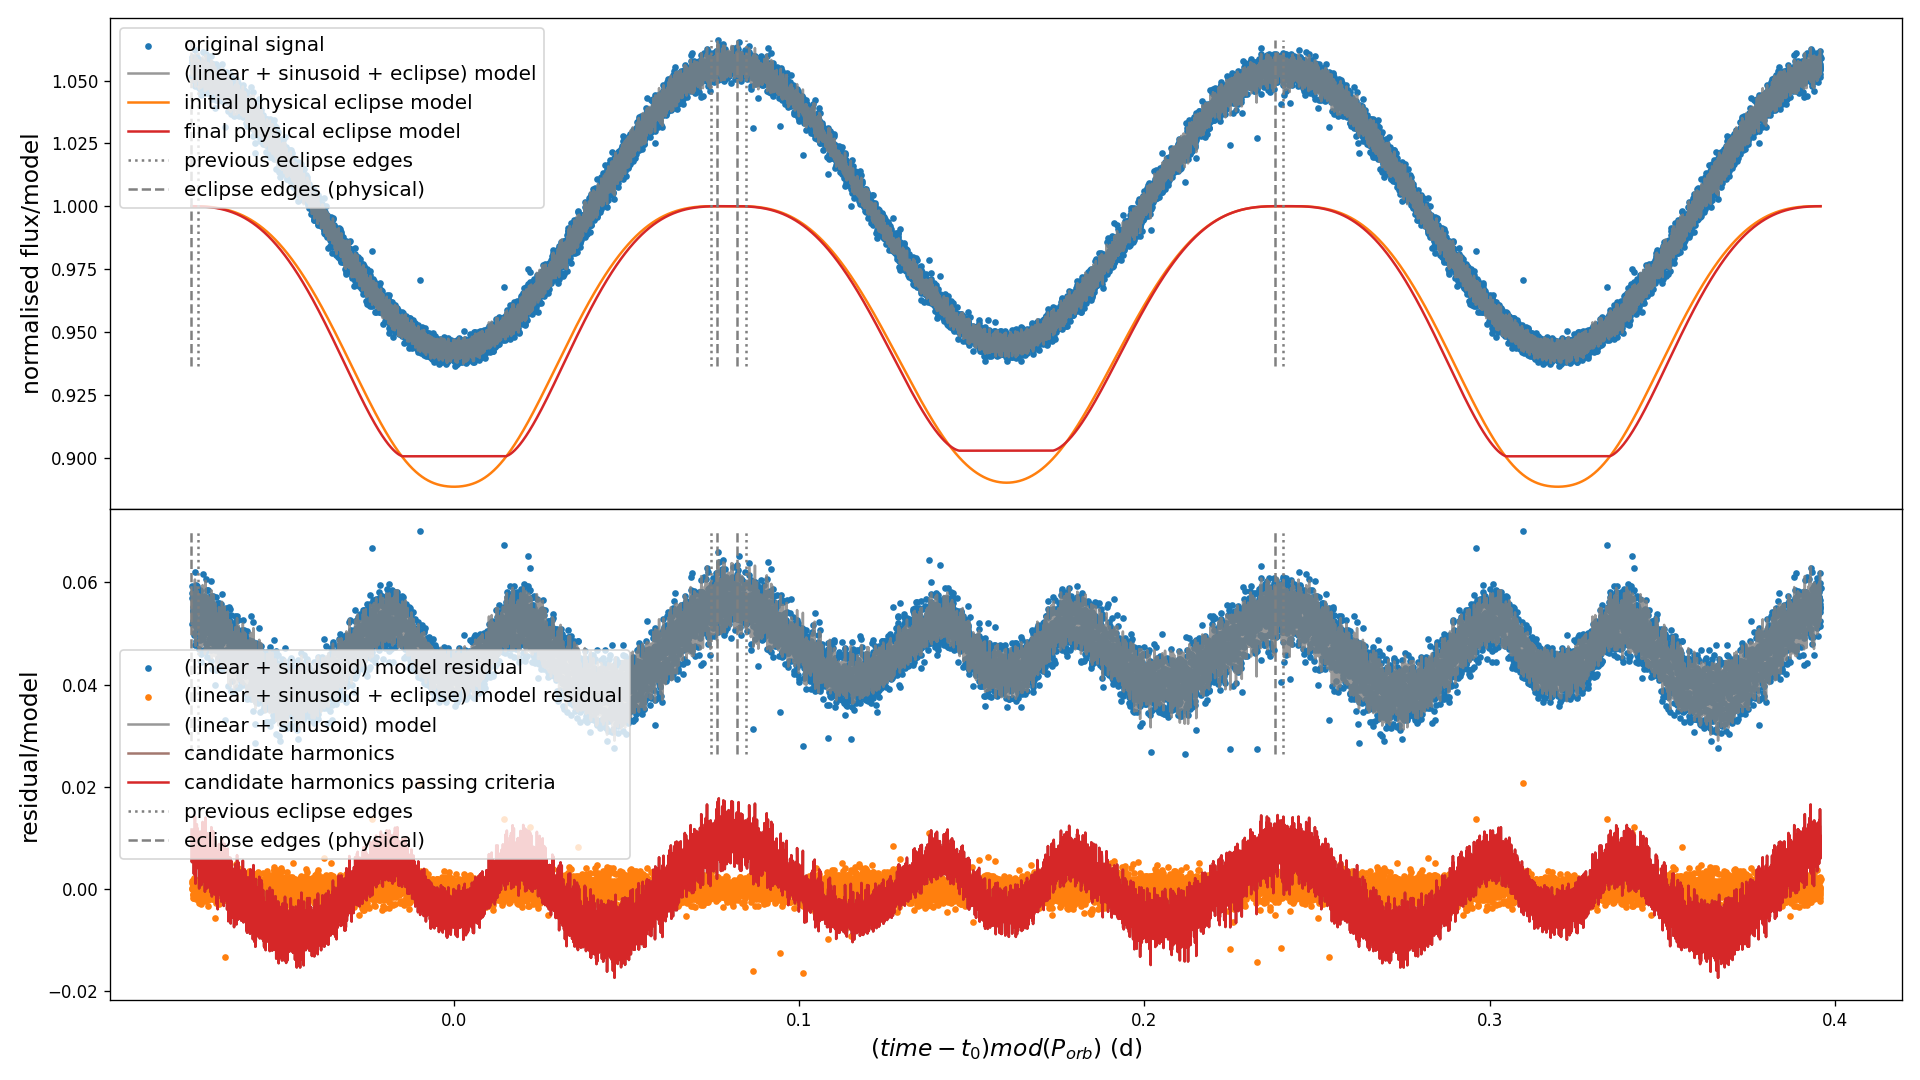 normalised flux/model
1.050
1.025
1.000
0.975
0.950
0.925
0.900
original signal
(linear + sinusoid + eclipse) model
initial physical eclipse model
final physical eclipse model
previous eclipse edges
eclipse edges (physical)
residual/model
0.06
0.04
0.02
0.00
−0.02
(linear + sinusoid) model residual
(linear + sinusoid + eclipse) model residual
(linear + sinusoid) model
candidate harmonics
candidate harmonics passing criteria
previous eclipse edges
eclipse edges (physical)
0.0 0.1 0.2 0.3 0.4
(time − t₀)mod(Pₒᵣb) (d)